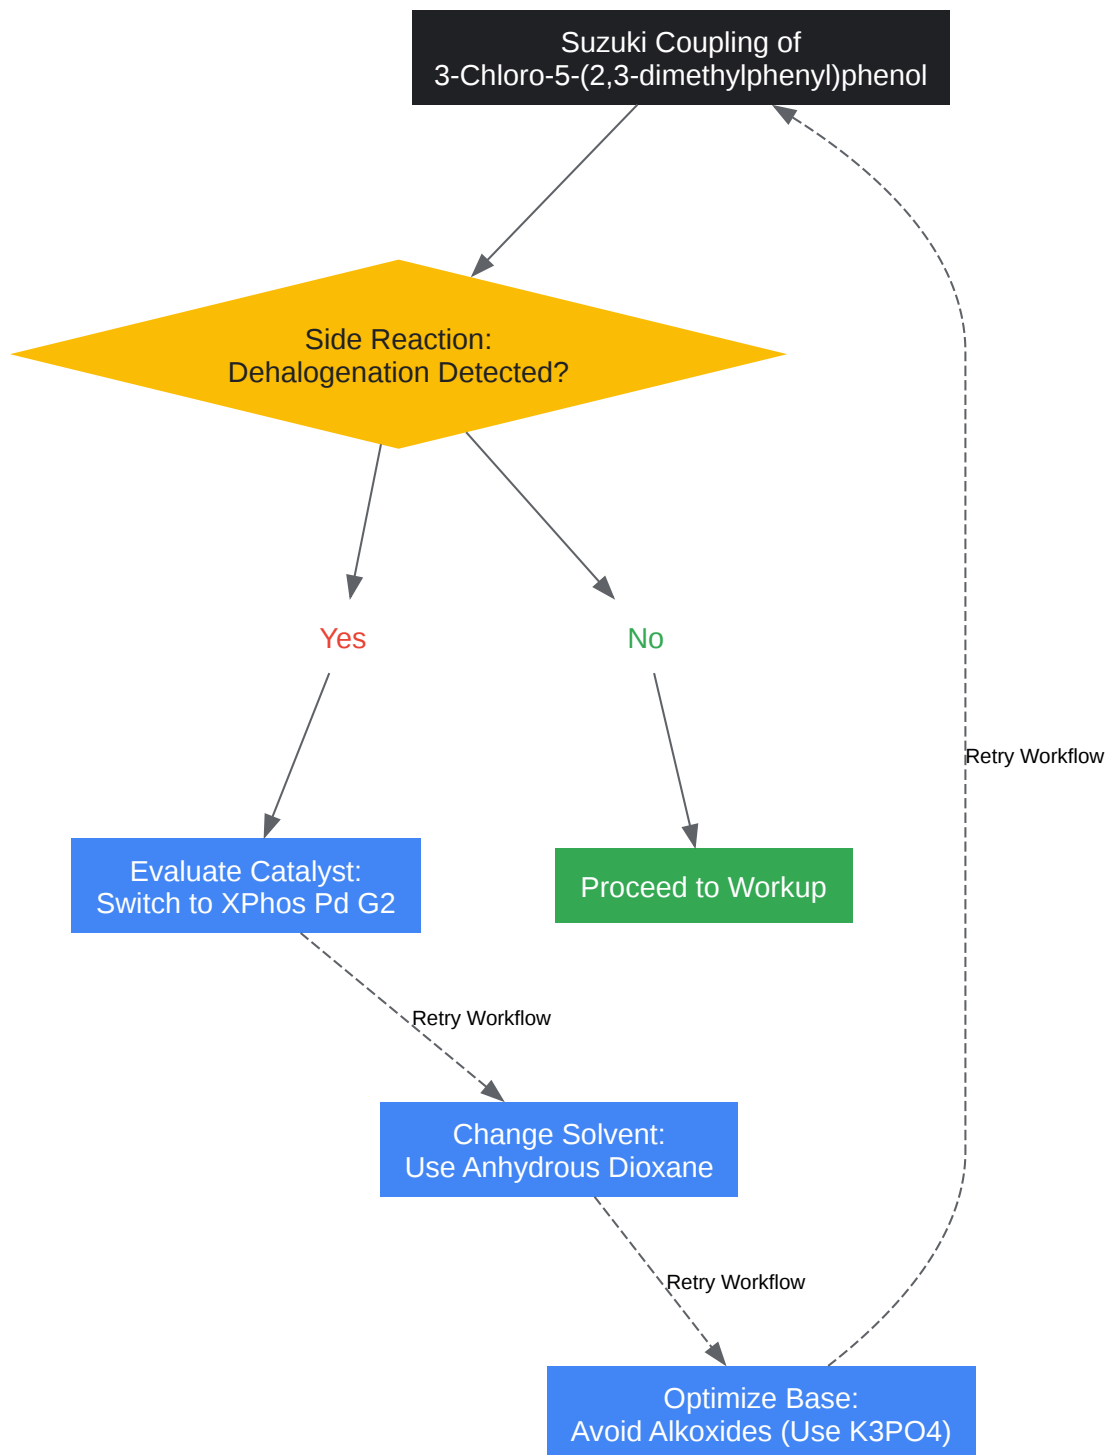 Suzuki Coupling of
3-Chloro-5-(2,3-dimethylphenyl)phenol
Side Reaction:
Dehalogenation Detected?
Yes
No
Retry Workflow
Evaluate Catalyst:
Switch to XPhos Pd G2
Proceed to Workup
Retry Workflow
Change Solvent:
Use Anhydrous Dioxane
Retry Workflow
Optimize Base:
Avoid Alkoxides (Use K3PO4)